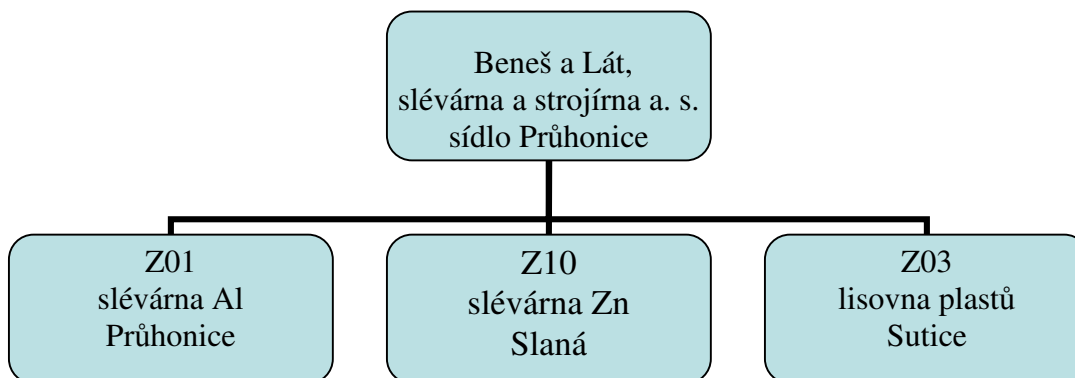 Beneš a Lát,
slévárna a strojírna a. s.
sídlo Průhonice
Z01
slévárna Al
Průhonice
Z10
slévárna Zn
Slaná
Z03
lisovna plastů
Sutice